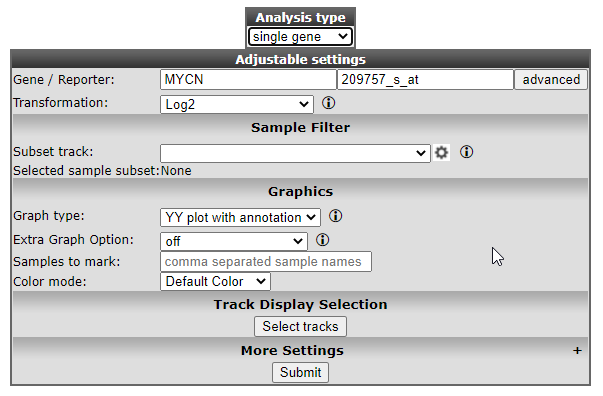 Analysis type
single gene
Adjustable settings
Gene / Reporter: MYCN 209757_s_at advanced
Transformation: Log2
Sample Filter
Subset track:
Selected sample subset:None
Graphics
Graph type: YY plot with annotation
Extra Graph Option: off
Samples to mark: comma separated sample names
Color mode: Default Color
Track Display Selection
Select tracks
More Settings +
Submit